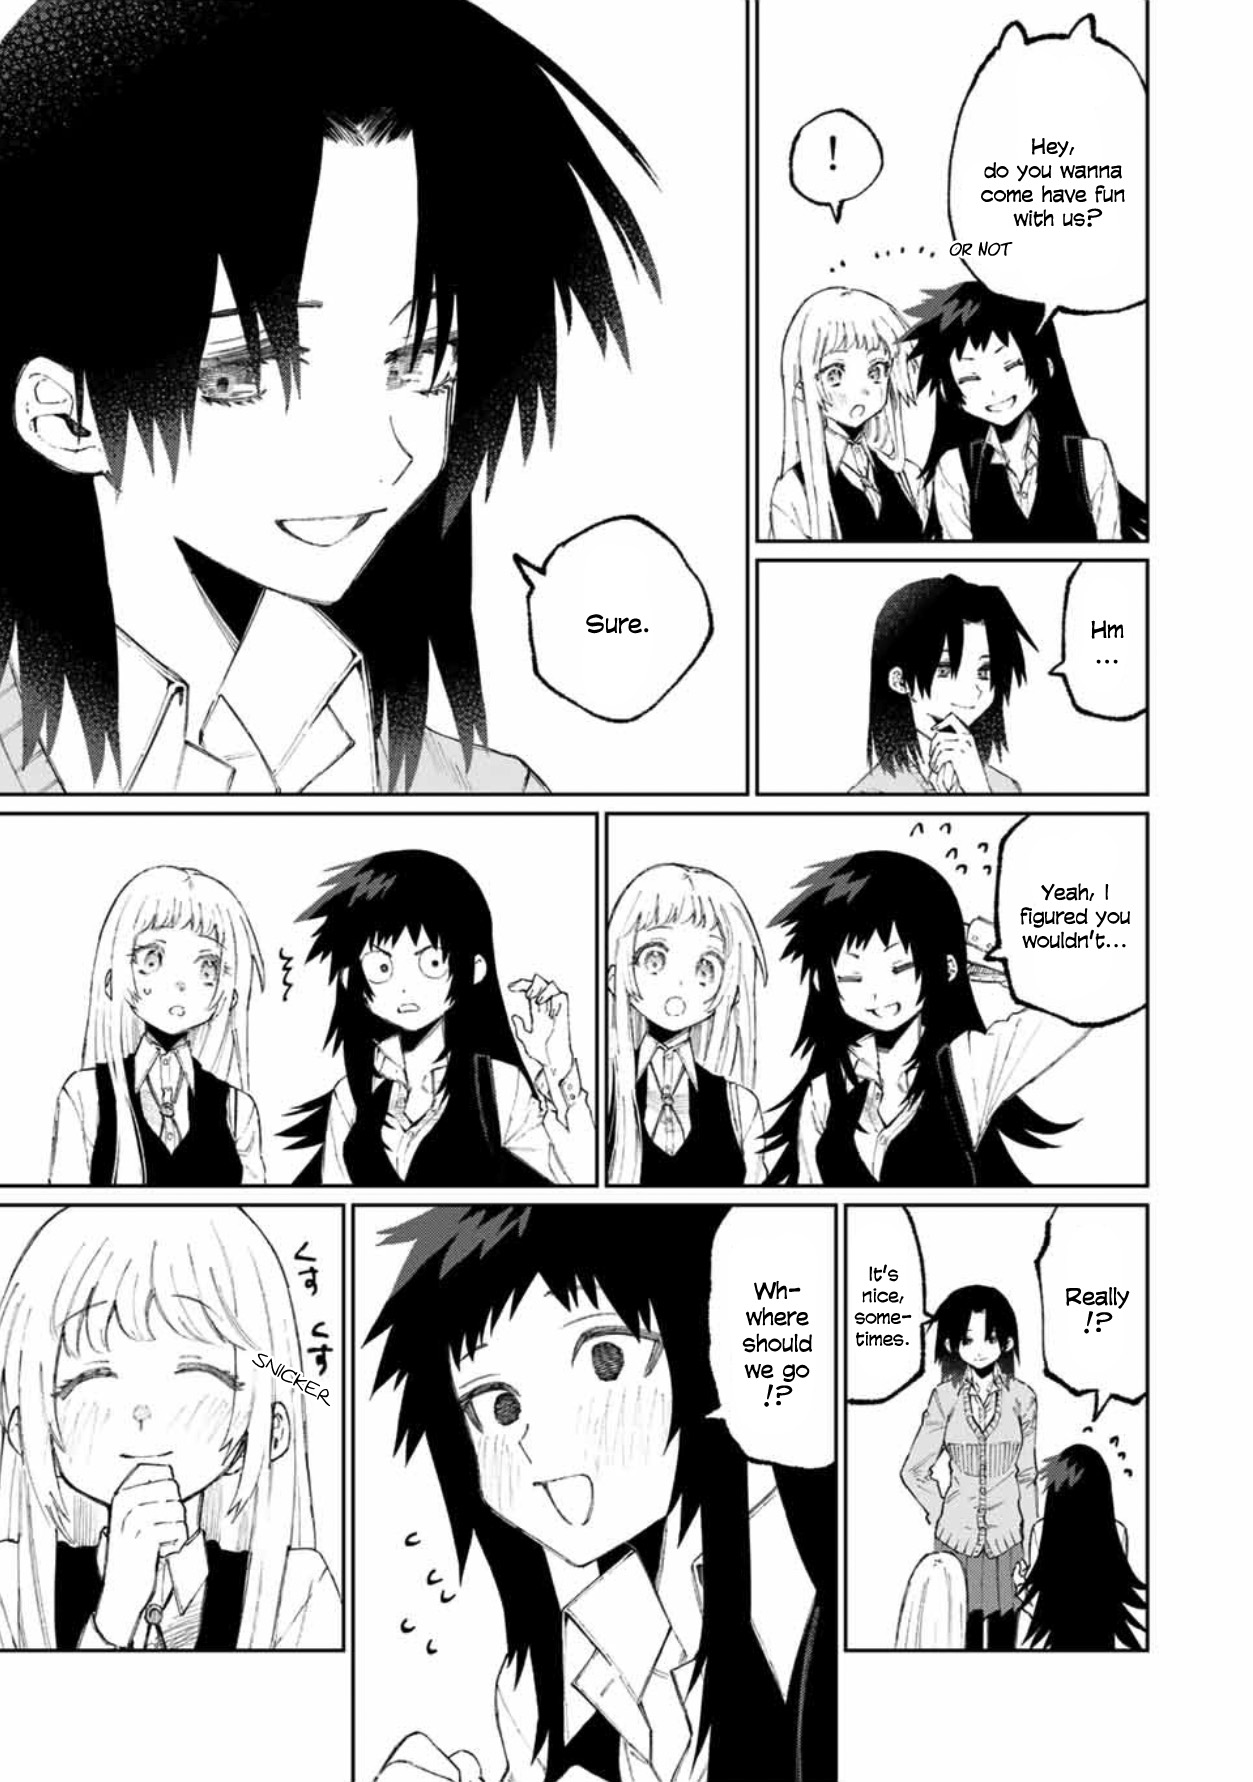 Hey,
do you wanna
come have fun
with us?
OR NOT
!
Hm
...
Sure.
Yeah, I
figured you
wouldn't...
Really
!?
It's
nice,
some-
times.
Wh-
where
should
we go
!?
くす
くす
SNICKER